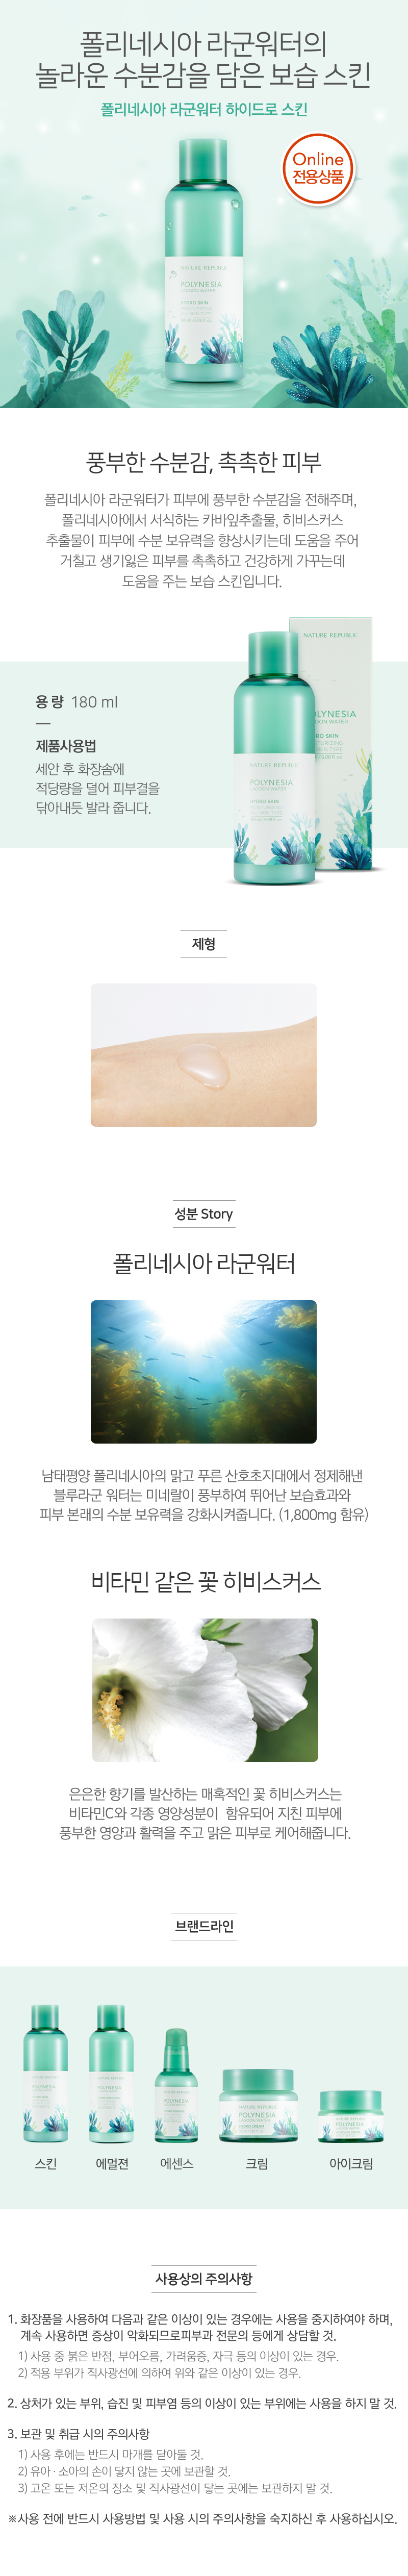 폴리네시아 라군워터의
놀라운 수분감을 담은 보습 스킨
폴리네시아 라군워터 하이드로 스킨
Online
전용상품
NATURE REPUBLIC
POLYNESIA
LAGOON WATER
HYDRO SKIN
풍부한 수분감, 촉촉한 피부
폴리네시아 라군워터가 피부에 풍부한 수분감을 전해주며,
폴리네시아에서 서식하는 카바잎추출물, 히비스커스
추출물이 피부에 수분 보유력을 향상시키는데 도움을 주어
거칠고 생기잃은 피부를 촉촉하고 건강하게 가꾸는데
도움을 주는 보습 스킨입니다.
NATURE REPUBLIC
OLYNESIA
OON WATER
RO SKIN
용량 180 ml
제품사용법
세안 후 화장솜에
적당량을 덜어 피부결을
닦아내듯 발라 줍니다.
NATURE REPUBLIC
POLYNESIA
LAGOON WATER
HYDRO SKIN
제형
성분 Story
폴리네시아 라군워터
남태평양 폴리네시아의 맑고 푸른 산호초지대에서 정제해낸
블루라군 워터는 미네랄이 풍부하여 뛰어난 보습효과와
피부 본래의 수분 보유력을 강화시켜줍니다. (1,800mg 함유)
비타민 같은 꽃 히비스커스
은은한 향기를 발산하는 매혹적인 꽃 히비스커스는
비타민C와 각종 영양성분이 함유되어 지친 피부에
풍부한 영양과 활력을 주고 맑은 피부로 케어해줍니다.
브랜드라인
POLYNESIA
POLYNESIA
POLYNESIA
NATURE REPUBLIC
POLYNESIA
LAGOON WATER
POLYNESIA
스킨 에멀젼 에센스 크림 아이크림
사용상의 주의사항
1. 화장품을 사용하여 다음과 같은 이상이 있는 경우에는 사용을 중지하여야 하며,
계속 사용하면 증상이 악화되므로피부과 전문의 등에게 상담할 것.
1) 사용 중 붉은 반점, 부어오름, 가려움증, 자극 등의 이상이 있는 경우.
2) 적용 부위가 직사광선에 의하여 위와 같은 이상이 있는 경우.
2. 상처가 있는 부위, 습진 및 피부염 등의 이상이 있는 부위에는 사용을 하지 말 것.
3. 보관 및 취급 시의 주의사항
1) 사용 후에는 반드시 마개를 닫아둘 것.
2) 유아 · 소아의 손이 닿지 않는 곳에 보관할 것.
3) 고온 또는 저온의 장소 및 직사광선이 닿는 곳에는 보관하지 말 것.
※사용 전에 반드시 사용방법 및 사용 시의 주의사항을 숙지하신 후 사용하십시오.